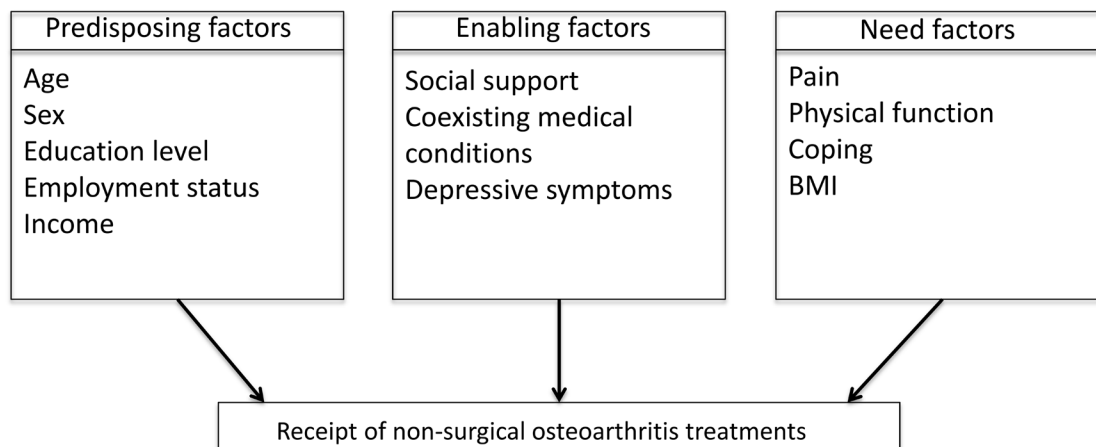 Predisposing factors
Age
Sex
Education level
Employment status
Income
Enabling factors
Social support
Coexisting medical
conditions
Depressive symptoms
Need factors
Pain
Physical function
Coping
BMI
Receipt of non-surgical osteoarthritis treatments